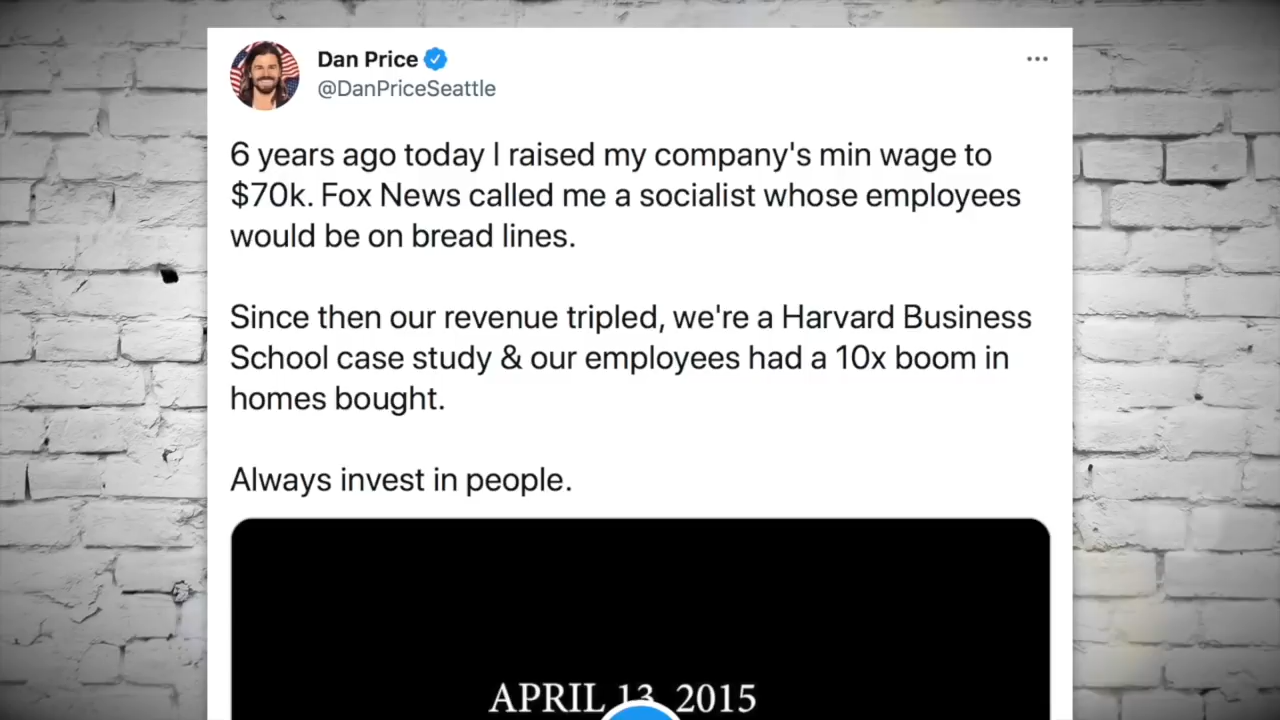 Dan Price
@DanPriceSeattle
6 years ago today I raised my company's min wage to
$70k. Fox News called me a socialist whose employees
would be on bread lines.
Since then our revenue tripled, we're a Harvard Business
School case study & our employees had a 10x boom in
homes bought.
Always invest in people.
APRIL 13, 2015